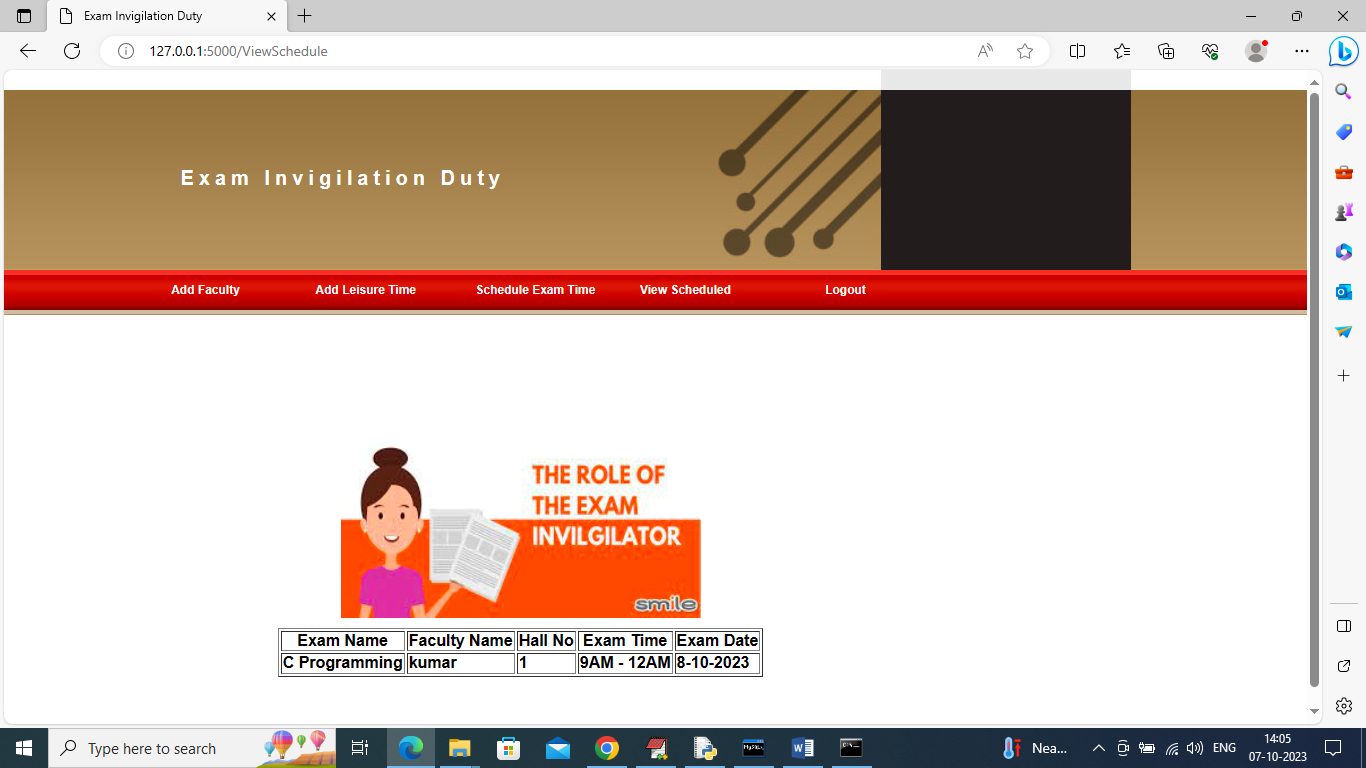 Exam Invigilation Duty
127.0.0.1:5000/ViewSchedule
Exam Invigilation Duty
Add Faculty Add Leisure Time Schedule Exam Time View Scheduled Logout
THE ROLE OF
THE EXAM
INVILGILATOR
smile
Exam Name Faculty Name Hall No Exam Time Exam Date
C Programming kumar 1 9AM - 12AM 8-10-2023
Type here to search
Nea...
ENG
14:05
07-10-2023